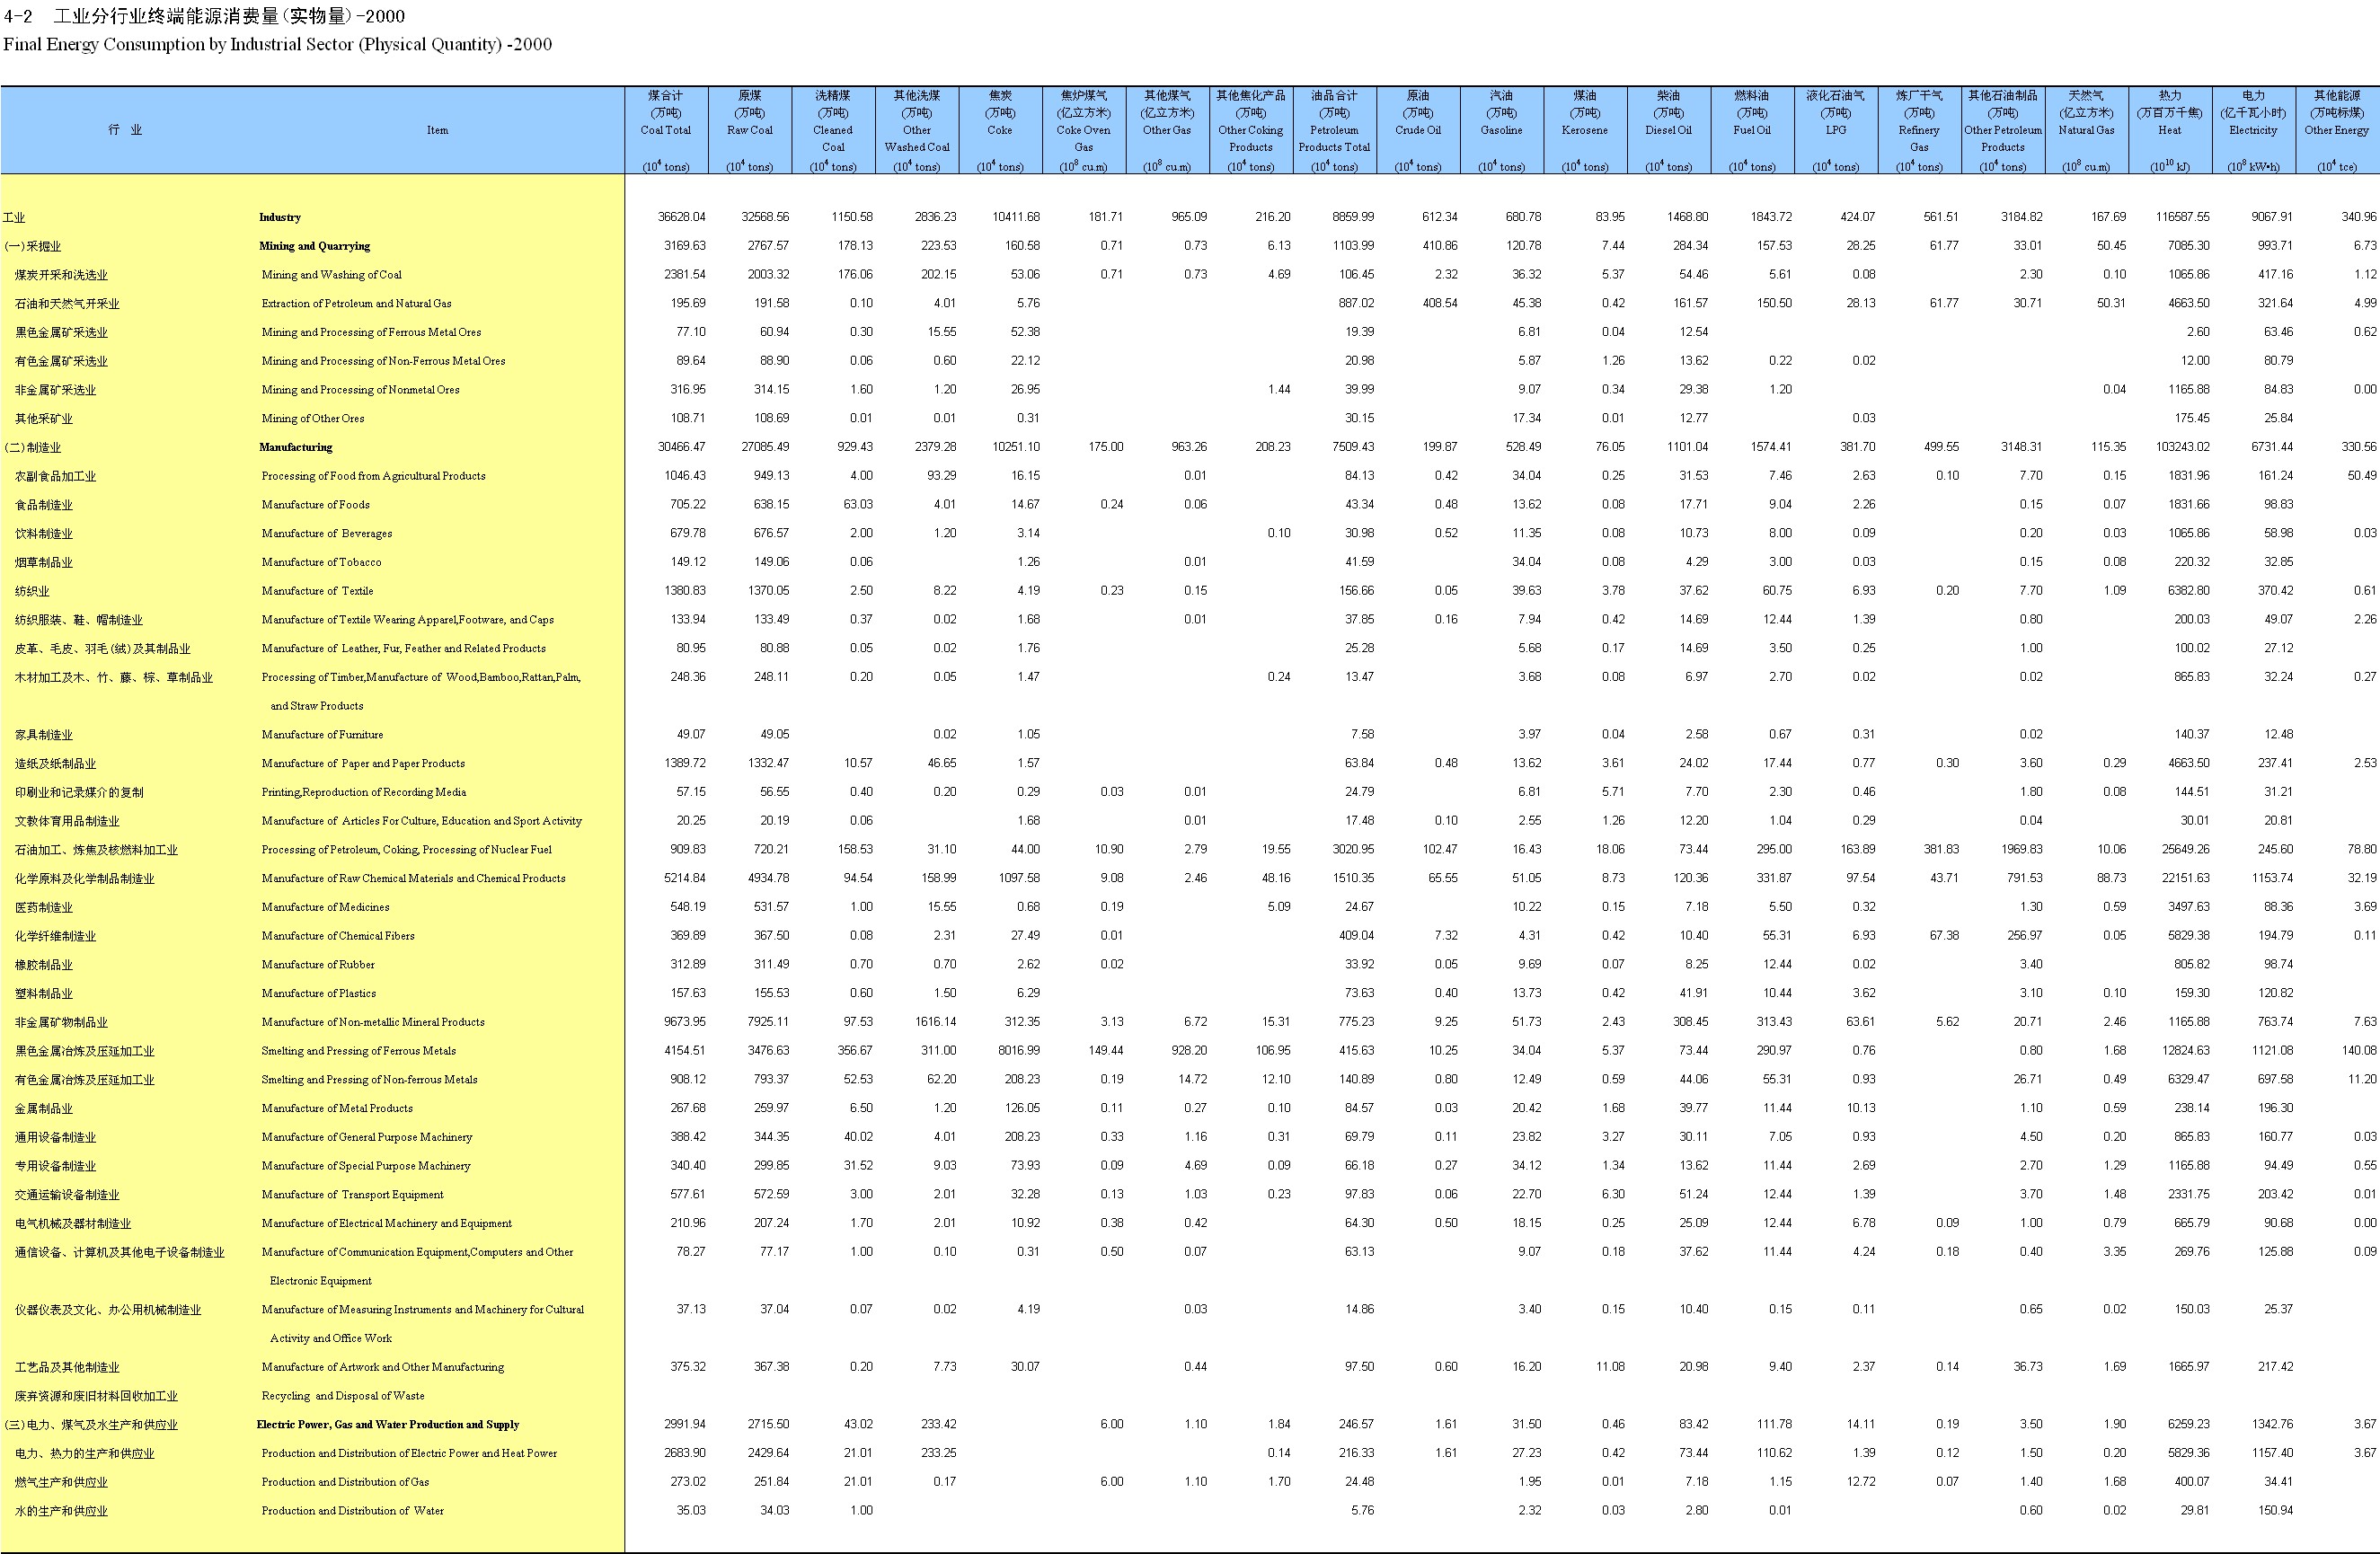 4-2 工业分行业终端能源消费量(实物量)-2000
Final Energy Consumption by Industrial Sector (Physical Quantity) -2000
煤合计 原煤 洗精煤 其他洗煤 焦炭 焦炉煤气 其他煤气 其他焦化产品 油品合计 原油 汽油 煤油 柴油 燃料油 液化石油气 炼厂干气 其他石油制品 天然气 热力 电力 其他能源
(万吨) (万吨) (万吨) (万吨) (万吨) (亿立方米) (亿立方米) (万吨) (万吨) (万吨) (万吨) (万吨) (万吨) (万吨) (万吨) (万吨) (万吨) (亿立方米) (万百万千焦) (亿千瓦小时) (万吨标煤)
行 业 Item Coal Total Raw Coal Cleaned Other Coke Coke Oven Other Gas Other Coking Petroleum Crude Oil Gasoline Kerosene Diesel Oil Fuel Oil LPG Refinery Other Petroleum Natural Gas Heat Electricity Other Energy
Coal Washed Coal Gas Products Products Total Gas Products
(10⁴ tons) (10⁴ tons) (10⁴ tons) (10⁴ tons) (10⁴ tons) (10⁸ cu.m) (10⁸ cu.m) (10⁴ tons) (10⁴ tons) (10⁴ tons) (10⁴ tons) (10⁴ tons) (10⁴ tons) (10⁴ tons) (10⁴ tons) (10⁴ tons) (10⁴ tons) (10⁸ cu.m) (10¹⁰ kJ) (10⁸ kW•h) (10⁴ tce)
工业 Industry 36628.04 32568.56 1150.58 2836.23 10411.68 181.71 965.09 216.20 8859.99 612.34 680.78 83.95 1468.80 1843.72 424.07 561.51 3184.82 167.69 116587.55 9067.91 340.96
(一)采掘业 Mining and Quarrying 3169.63 2767.57 178.13 223.53 160.58 0.71 0.73 6.13 1103.99 410.86 120.78 7.44 284.34 157.53 28.25 61.77 33.01 50.45 7085.30 993.71 6.73
煤炭开采和洗选业 Mining and Washing of Coal 2381.54 2003.32 176.06 202.15 53.06 0.71 0.73 4.69 106.45 2.32 36.32 5.37 54.46 5.61 0.08 2.30 0.10 1065.86 417.16 1.12
石油和天然气开采业 Extraction of Petroleum and Natural Gas 195.69 191.58 0.10 4.01 5.76 887.02 408.54 45.38 0.42 161.57 150.50 28.13 61.77 30.71 50.31 4663.50 321.64 4.99
黑色金属矿采选业 Mining and Processing of Ferrous Metal Ores 77.10 60.94 0.30 15.55 52.38 19.39 6.81 0.04 12.54 2.60 63.46 0.62
有色金属矿采选业 Mining and Processing of Non-Ferrous Metal Ores 89.64 88.90 0.06 0.60 22.12 20.98 5.87 1.26 13.62 0.22 0.02 12.00 80.79
非金属矿采选业 Mining and Processing of Nonmetal Ores 316.95 314.15 1.60 1.20 26.95 1.44 39.99 9.07 0.34 29.38 1.20 0.04 1165.88 84.83 0.00
其他采矿业 Mining of Other Ores 108.71 108.69 0.01 0.01 0.31 30.15 17.34 0.01 12.77 0.03 175.45 25.84
(二)制造业 Manufacturing 30466.47 27085.49 929.43 2379.28 10251.10 175.00 963.26 208.23 7509.43 199.87 528.49 76.05 1101.04 1574.41 381.70 499.55 3148.31 115.35 103243.02 6731.44 330.56
农副食品加工业 Processing of Food from Agricultural Products 1046.43 949.13 4.00 93.29 16.15 0.01 84.13 0.42 34.04 0.25 31.53 7.46 2.63 0.10 7.70 0.15 1831.96 161.24 50.49
食品制造业 Manufacture of Foods 705.22 638.15 63.03 4.01 14.67 0.24 0.06 43.34 0.48 13.62 0.08 17.71 9.04 2.26 0.15 0.07 1831.66 98.83
饮料制造业 Manufacture of Beverages 679.78 676.57 2.00 1.20 3.14 0.10 30.98 0.52 11.35 0.08 10.73 8.00 0.09 0.20 0.03 1065.86 58.98 0.03
烟草制品业 Manufacture of Tobacco 149.12 149.06 0.06 1.26 0.01 41.59 34.04 0.08 4.29 3.00 0.03 0.15 0.08 220.32 32.85
纺织业 Manufacture of Textile 1380.83 1370.05 2.50 8.22 4.19 0.23 0.15 156.66 0.05 39.63 3.78 37.62 60.75 6.93 0.20 7.70 1.09 6382.80 370.42 0.61
纺织服装、鞋、帽制造业 Manufacture of Textile Wearing Apparel,Footware, and Caps 133.94 133.49 0.37 0.02 1.68 0.01 37.85 0.16 7.94 0.42 14.69 12.44 1.39 0.80 200.03 49.07 2.26
皮革、毛皮、羽毛(绒)及其制品业 Manufacture of Leather, Fur, Feather and Related Products 80.95 80.88 0.05 0.02 1.76 25.28 5.68 0.17 14.69 3.50 0.25 1.00 100.02 27.12
木材加工及木、竹、藤、棕、草制品业 Processing of Timber,Manufacture of Wood,Bamboo,Rattan,Palm, 248.36 248.11 0.20 0.05 1.47 0.24 13.47 3.68 0.08 6.97 2.70 0.02 0.02 865.83 32.24 0.27
and Straw Products
家具制造业 Manufacture of Furniture 49.07 49.05 0.02 1.05 7.58 3.97 0.04 2.58 0.67 0.31 0.02 140.37 12.48
造纸及纸制品业 Manufacture of Paper and Paper Products 1389.72 1332.47 10.57 46.65 1.57 63.84 0.48 13.62 3.61 24.02 17.44 0.77 0.30 3.60 0.29 4663.50 237.41 2.53
印刷业和记录媒介的复制 Printing,Reproduction of Recording Media 57.15 56.55 0.40 0.20 0.29 0.03 0.01 24.79 6.81 5.71 7.70 2.30 0.46 1.80 0.08 144.51 31.21
文教体育用品制造业 Manufacture of Articles For Culture, Education and Sport Activity 20.25 20.19 0.06 1.68 0.01 17.48 0.10 2.55 1.26 12.20 1.04 0.29 0.04 30.01 20.81
石油加工、炼焦及核燃料加工业 Processing of Petroleum, Coking, Processing of Nuclear Fuel 909.83 720.21 158.53 31.10 44.00 10.90 2.79 19.55 3020.95 102.47 16.43 18.06 73.44 295.00 163.89 381.83 1969.83 10.06 25649.26 245.60 78.80
化学原料及化学制品制造业 Manufacture of Raw Chemical Materials and Chemical Products 5214.84 4934.78 94.54 158.99 1097.58 9.08 2.46 48.16 1510.35 65.55 51.05 8.73 120.36 331.87 97.54 43.71 791.53 88.73 22151.63 1153.74 32.19
医药制造业 Manufacture of Medicines 548.19 531.57 1.00 15.55 0.68 0.19 5.09 24.67 10.22 0.15 7.18 5.50 0.32 1.30 0.59 3497.63 88.36 3.69
化学纤维制造业 Manufacture of Chemical Fibers 369.89 367.50 0.08 2.31 27.49 0.01 409.04 7.32 4.31 0.42 10.40 55.31 6.93 67.38 256.97 0.05 5829.38 194.79 0.11
橡胶制品业 Manufacture of Rubber 312.89 311.49 0.70 0.70 2.62 0.02 33.92 0.05 9.69 0.07 8.25 12.44 0.02 3.40 805.82 98.74
塑料制品业 Manufacture of Plastics 157.63 155.53 0.60 1.50 6.29 73.63 0.40 13.73 0.42 41.91 10.44 3.62 3.10 0.10 159.30 120.82
非金属矿物制品业 Manufacture of Non-metallic Mineral Products 9673.95 7925.11 97.53 1616.14 312.35 3.13 6.72 15.31 775.23 9.25 51.73 2.43 308.45 313.43 63.61 5.62 20.71 2.46 1165.88 763.74 7.63
黑色金属冶炼及压延加工业 Smelting and Pressing of Ferrous Metals 4154.51 3476.63 356.67 311.00 8016.99 149.44 928.20 106.95 415.63 10.25 34.04 5.37 73.44 290.97 0.76 0.80 1.68 12824.63 1121.08 140.08
有色金属冶炼及压延加工业 Smelting and Pressing of Non-ferrous Metals 908.12 793.37 52.53 62.20 208.23 0.19 14.72 12.10 140.89 0.80 12.49 0.59 44.06 55.31 0.93 26.71 0.49 6329.47 697.58 11.20
金属制品业 Manufacture of Metal Products 267.68 259.97 6.50 1.20 126.05 0.11 0.27 0.10 84.57 0.03 20.42 1.68 39.77 11.44 10.13 1.10 0.59 238.14 196.30
通用设备制造业 Manufacture of General Purpose Machinery 388.42 344.35 40.02 4.01 208.23 0.33 1.16 0.31 69.79 0.11 23.82 3.27 30.11 7.05 0.93 4.50 0.20 865.83 160.77 0.03
专用设备制造业 Manufacture of Special Purpose Machinery 340.40 299.85 31.52 9.03 73.93 0.09 4.69 0.09 66.18 0.27 34.12 1.34 13.62 11.44 2.69 2.70 1.29 1165.88 94.49 0.55
交通运输设备制造业 Manufacture of Transport Equipment 577.61 572.59 3.00 2.01 32.28 0.13 1.03 0.23 97.83 0.06 22.70 6.30 51.24 12.44 1.39 3.70 1.48 2331.75 203.42 0.01
电气机械及器材制造业 Manufacture of Electrical Machinery and Equipment 210.96 207.24 1.70 2.01 10.92 0.38 0.42 64.30 0.50 18.15 0.25 25.09 12.44 6.78 0.09 1.00 0.79 665.79 90.68 0.00
通信设备、计算机及其他电子设备制造业 Manufacture of Communication Equipment,Computers and Other 78.27 77.17 1.00 0.10 0.31 0.50 0.07 63.13 9.07 0.18 37.62 11.44 4.24 0.18 0.40 3.35 269.76 125.88 0.09
Electronic Equipment
仪器仪表及文化、办公用机械制造业 Manufacture of Measuring Instruments and Machinery for Cultural 37.13 37.04 0.07 0.02 4.19 0.03 14.86 3.40 0.15 10.40 0.15 0.11 0.65 0.02 150.03 25.37
Activity and Office Work
工艺品及其他制造业 Manufacture of Artwork and Other Manufacturing 375.32 367.38 0.20 7.73 30.07 0.44 97.50 0.60 16.20 11.08 20.98 9.40 2.37 0.14 36.73 1.69 1665.97 217.42
废弃资源和废旧材料回收加工业 Recycling and Disposal of Waste
(三)电力、煤气及水生产和供应业 Electric Power, Gas and Water Production and Supply 2991.94 2715.50 43.02 233.42 6.00 1.10 1.84 246.57 1.61 31.50 0.46 83.42 111.78 14.11 0.19 3.50 1.90 6259.23 1342.76 3.67
电力、热力的生产和供应业 Production and Distribution of Electric Power and Heat Power 2683.90 2429.64 21.01 233.25 0.14 216.33 1.61 27.23 0.42 73.44 110.62 1.39 0.12 1.50 0.20 5829.36 1157.40 3.67
燃气生产和供应业 Production and Distribution of Gas 273.02 251.84 21.01 0.17 6.00 1.10 1.70 24.48 1.95 0.01 7.18 1.15 12.72 0.07 1.40 1.68 400.07 34.41
水的生产和供应业 Production and Distribution of Water 35.03 34.03 1.00 5.76 2.32 0.03 2.80 0.01 0.60 0.02 29.81 150.94